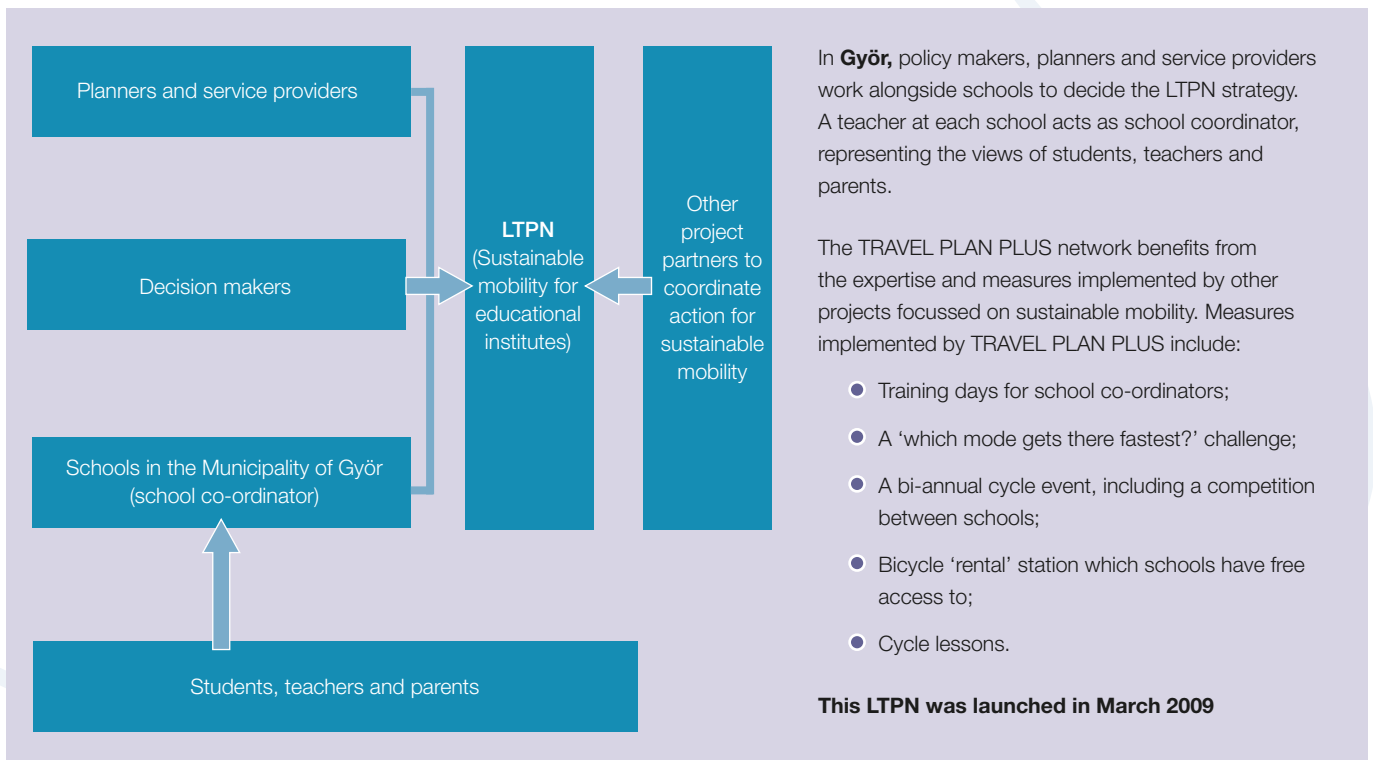 Planners and service providers
Decision makers
Schools in the Municipality of Györ
(school co-ordinator)
Students, teachers and parents
LTPN
(Sustainable
mobility for
educational
institutes)
Other
project
partners to
coordinate
action for
sustainable
mobility
In Györ, policy makers, planners and service providers
work alongside schools to decide the LTPN strategy.
A teacher at each school acts as school coordinator,
representing the views of students, teachers and
parents.
The TRAVEL PLAN PLUS network benefits from
the expertise and measures implemented by other
projects focussed on sustainable mobility. Measures
implemented by TRAVEL PLAN PLUS include:
Training days for school co-ordinators;
A ‘which mode gets there fastest?’ challenge;
A bi-annual cycle event, including a competition
between schools;
Bicycle ‘rental’ station which schools have free
access to;
Cycle lessons.
This LTPN was launched in March 2009